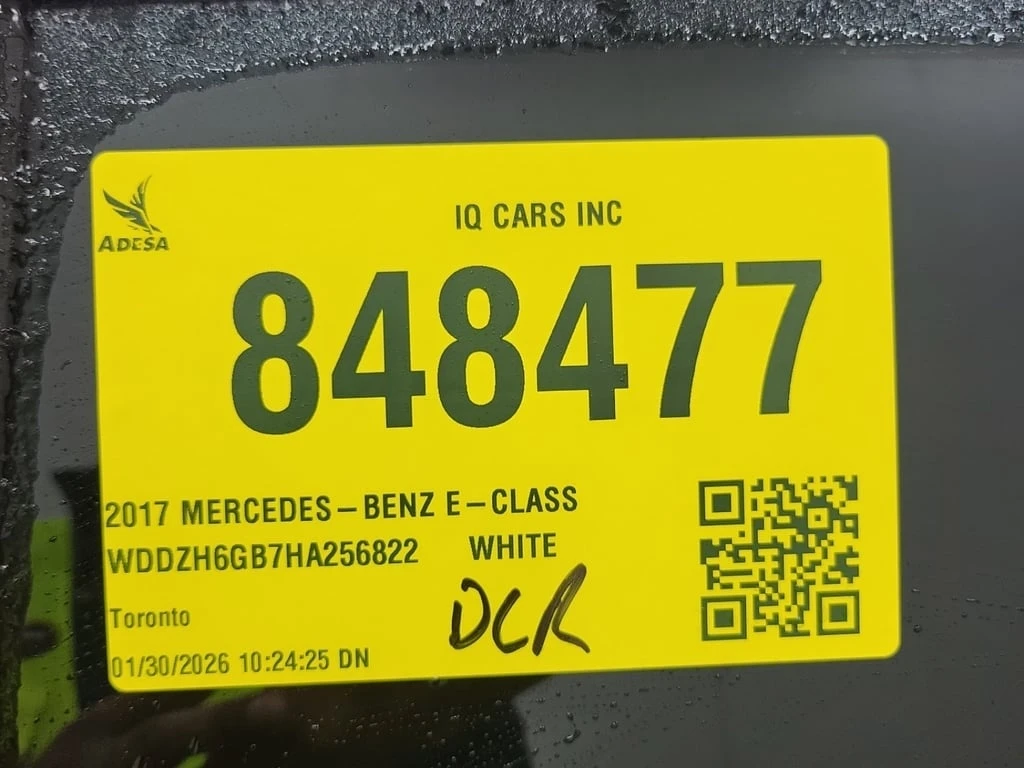 ADESA
IQ CARS INC
848477
2017 MERCEDES-BENZ E-CLASS
WDDZH6GB7HA256822 WHITE
DCR
Toronto
01/30/2026 10:24:25 DN